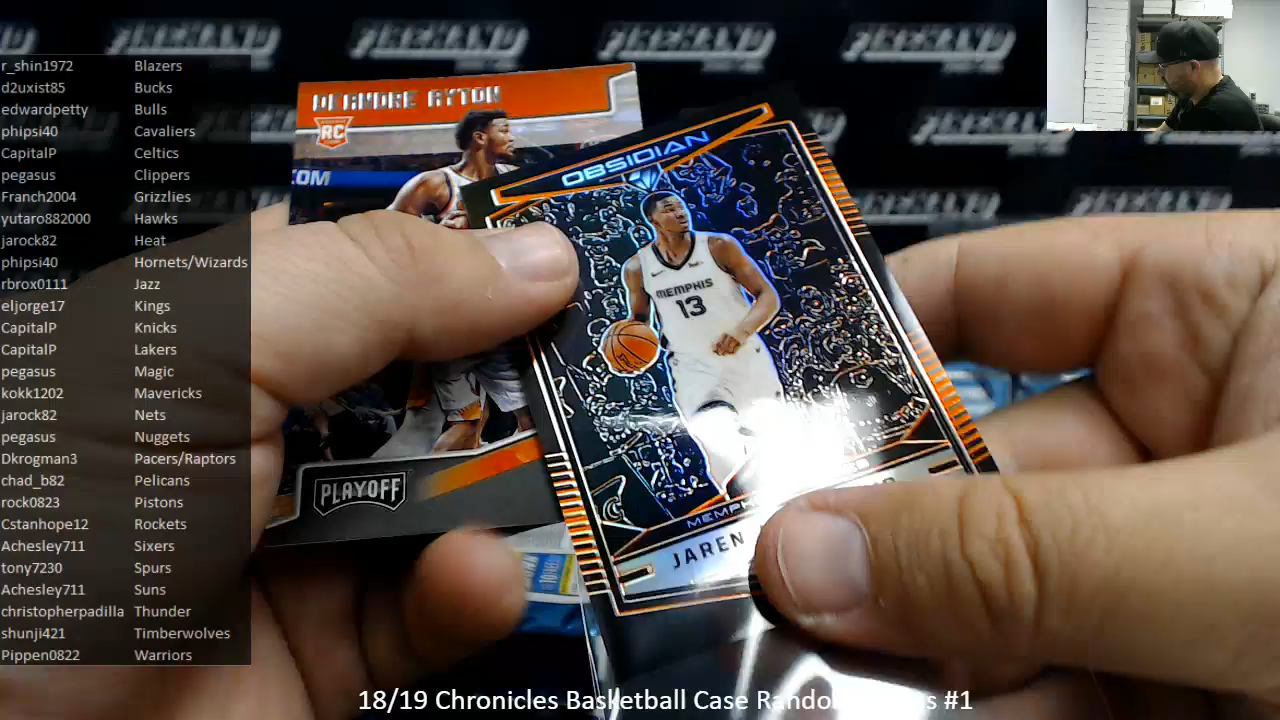 r_shin1972 Blazers
d2uxist85 Bucks
edwardpetty Bulls
phipsi40 Cavaliers
CapitalP Celtics
pegasus Clippers
Franch2004 Grizzlies
yutaro882000 Hawks
jarock82 Heat
phipsi40 Hornets/Wizards
rbrox0111 Jazz
eljorge17 Kings
CapitalP Knicks
CapitalP Lakers
pegasus Magic
kokk1202 Mavericks
jarock82 Nets
pegasus Nuggets
Dkrogman3 Pacers/Raptors
chad_b82 Pelicans
rock0823 Pistons
Cstanhope12 Rockets
Achesley711 Sixers
tony7230 Spurs
Achesley711 Suns
christopherpadilla Thunder
shunji421 Timberwolves
Pippen0822 Warriors
DEANDRE AYTON
RC
.COM
PLAYOFF
OBSIDIAN
MEMPHIS
13
JAREN
18/19 Chronicles Basketball Case #1